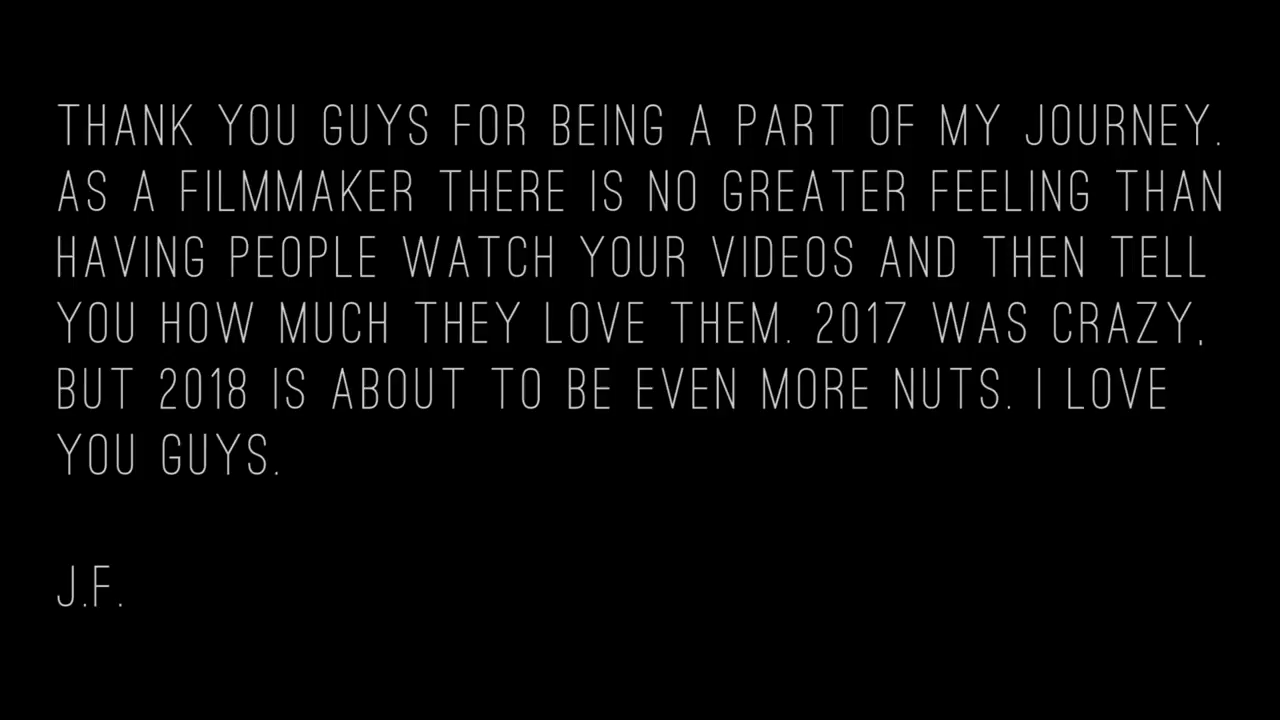 THANK YOU GUYS FOR BEING A PART OF MY JOURNEY.
AS A FILMMAKER THERE IS NO GREATER FEELING THAN
HAVING PEOPLE WATCH YOUR VIDEOS AND THEN TELL
YOU HOW MUCH THEY LOVE THEM. 2017 WAS CRAZY,
BUT 2018 IS ABOUT TO BE EVEN MORE NUTS. I LOVE
YOU GUYS.
J.F.